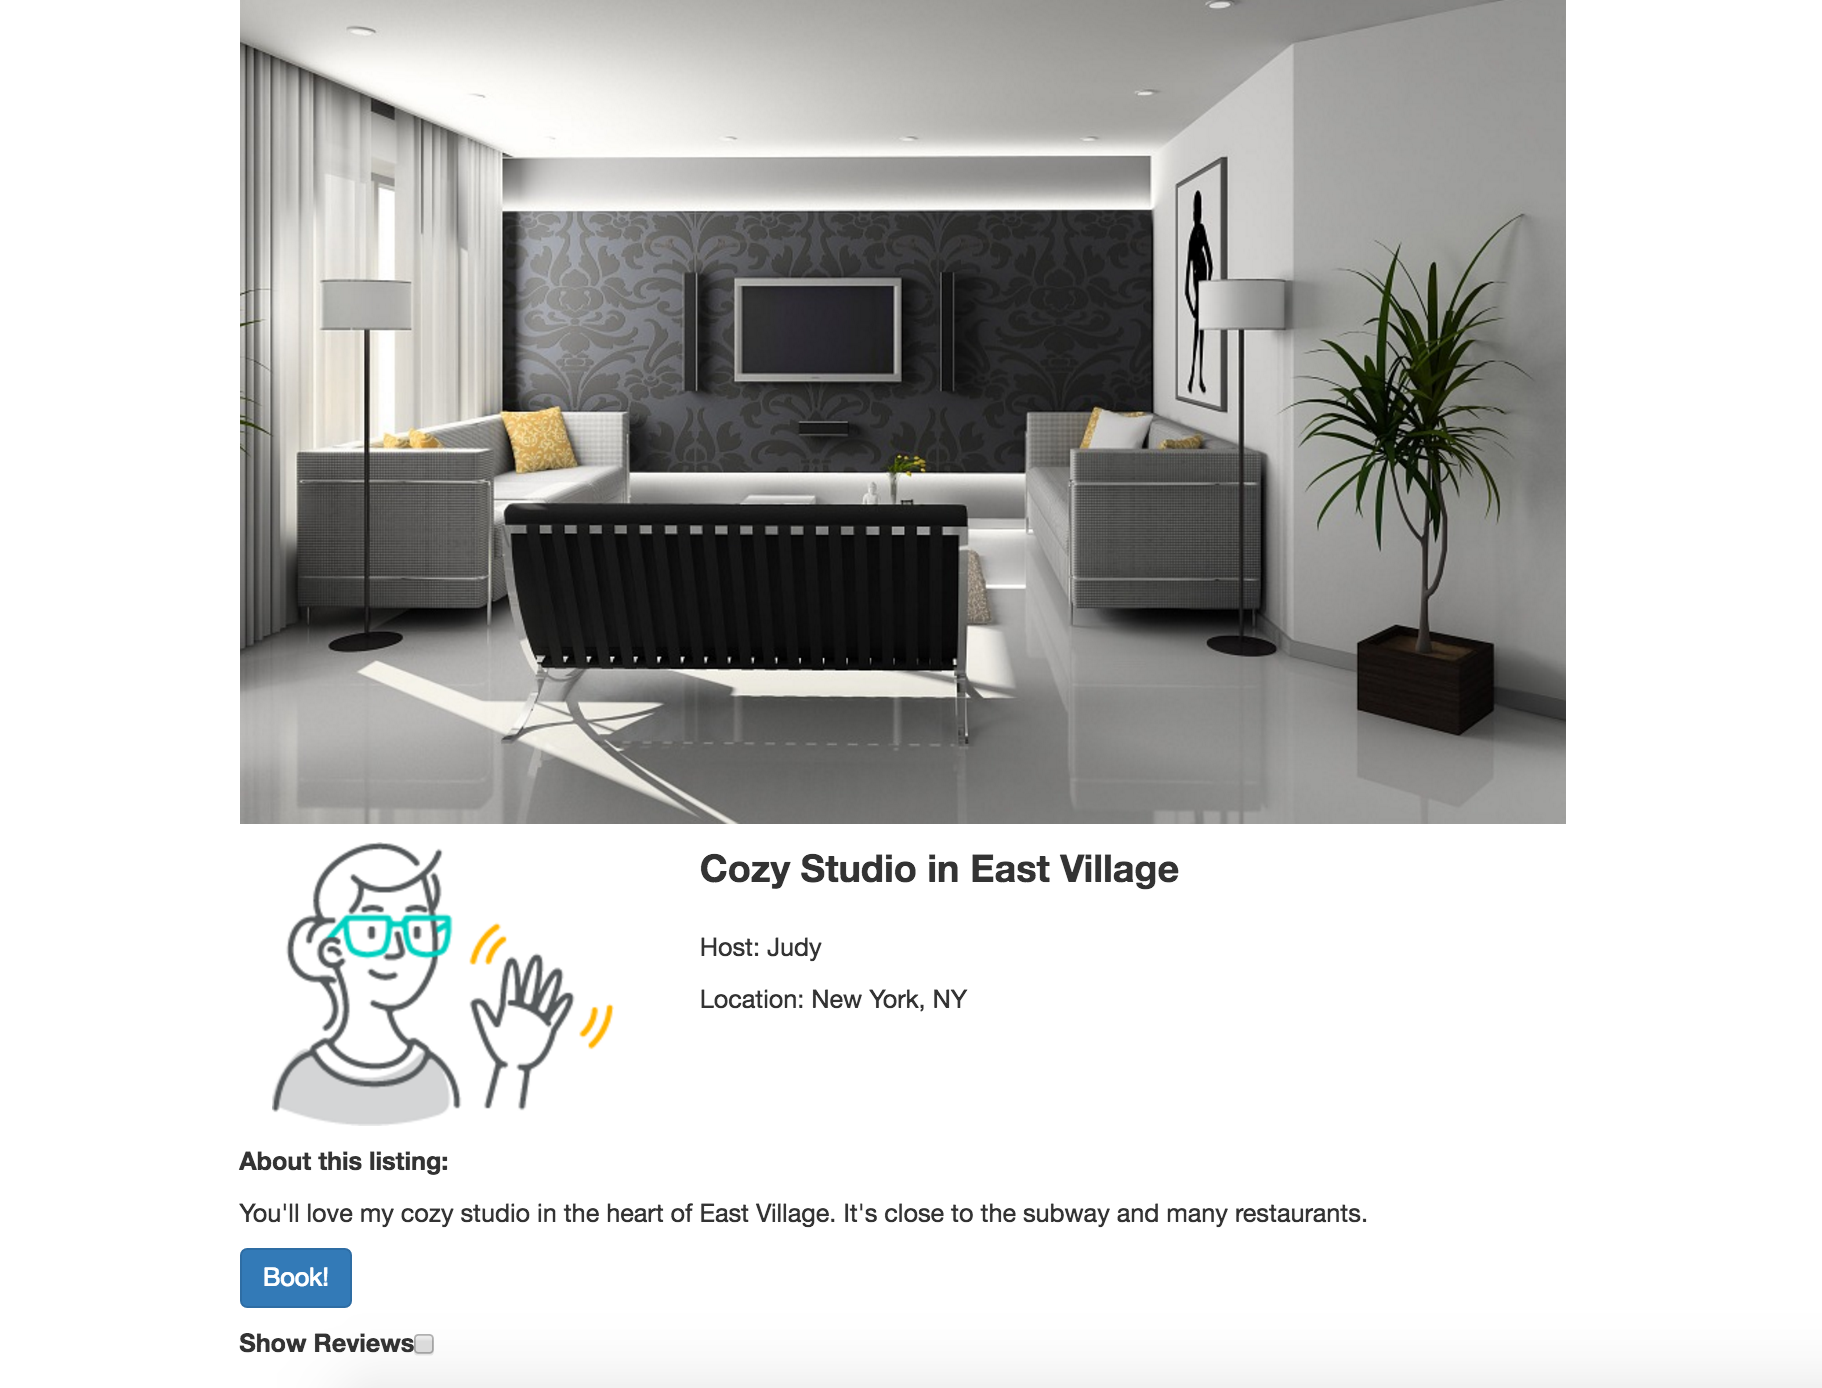 Cozy Studio in East Village
Host: Judy
Location: New York, NY
About this listing:
You'll love my cozy studio in the heart of East Village. It's close to the subway and many restaurants.
Book!
Show Reviews